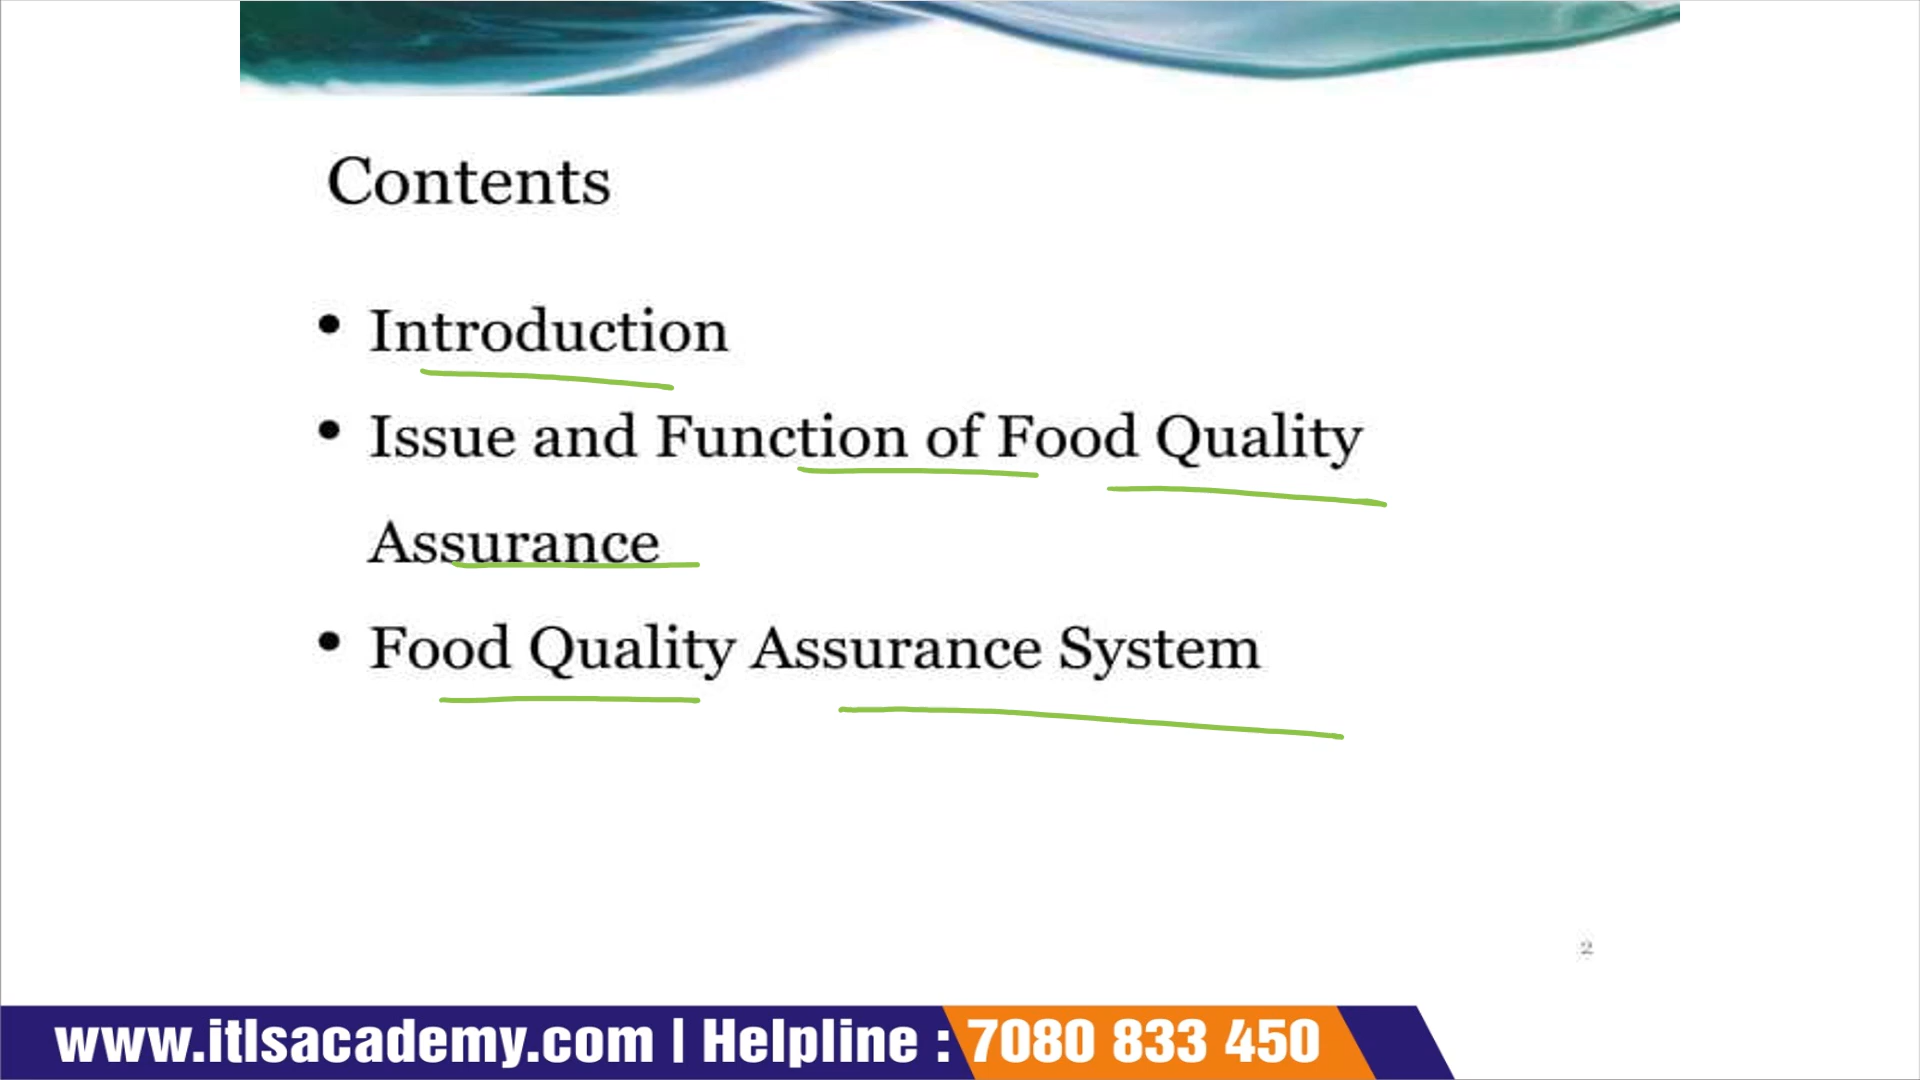 Contents
• Introduction
• Issue and Function of Food Quality
Assurance
• Food Quality Assurance System
2
www.itlsacademy.com | Helpline : 7080 833 450